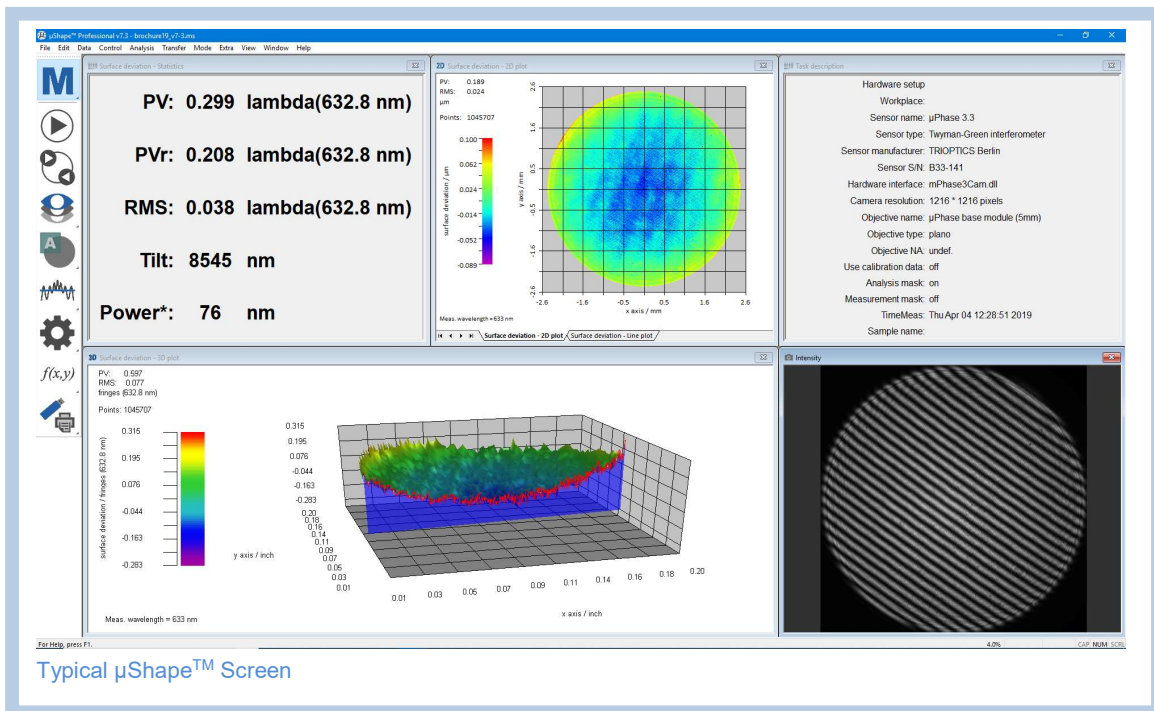 µShape™ Professional v7.3 - brochure19_v7-3.ms
File Edit Data Control Analysis Transfer Mode Extra View Window Help
M
A
f(x,y)
Surface deviation - Statistics
PV: 0.299 lambda(632.8 nm)
PVr: 0.208 lambda(632.8 nm)
RMS: 0.038 lambda(632.8 nm)
Tilt: 8545 nm
Power*: 76 nm
2D Surface deviation - 2D plot
PV: 0.189
RMS: 0.024
µm
Points: 1045707
surface deviation / µm
0.100
0.062
0.024
-0.014
-0.052
-0.089
y axis / mm
2.6
1.6
0.5
-0.5
-1.6
-2.6
-2.6 -1.6 -0.5 0.5 1.6 2.6
x axis / mm
Meas. wavelength = 633 nm
Surface deviation - 2D plot Surface deviation - Line plot
Task description
Hardware setup
Workplace:
Sensor name: µPhase 3.3
Sensor type: Twyman-Green interferometer
Sensor manufacturer: TRIOPTICS Berlin
Sensor S/N: B33-141
Hardware interface: mPhase3Cam.dll
Camera resolution: 1216 * 1216 pixels
Objective name: µPhase base module (5mm)
Objective type: plano
Objective NA: undef.
Use calibration data: off
Analysis mask: on
Measurement mask: off
TimeMeas: Thu Apr 04 12:28:51 2019
Sample name:
3D Surface deviation - 3D plot
PV: 0.597
RMS: 0.077
fringes (632.8 nm)
Points: 1045707
surface deviation / fringes (632.8 nm)
0.315
0.195
0.076
-0.044
-0.163
-0.283
0.315
0.195
0.076
-0.044
-0.163
-0.283
0.20
0.18
0.16
0.14
0.11
0.09
0.07
0.05
0.03
0.01
y axis / inch
0.01 0.03 0.05 0.07 0.09 0.11 0.14 0.16 0.18 0.20
x axis / inch
Meas. wavelength = 633 nm
Intensity
For Help, press F1.
4.0% CAP NUM SCRL
Typical µShape™ Screen